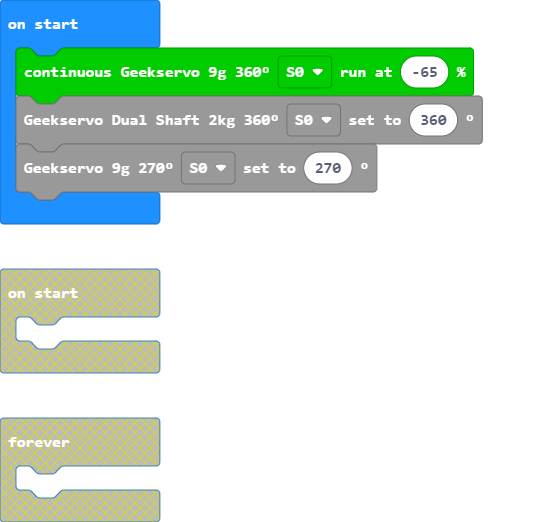 on start
continuous Geekservo 9g 360º S0 run at -65 %
Geekservo Dual Shaft 2kg 360º S0 set to 360 º
Geekservo 9g 270º S0 set to 270 º
on start
forever